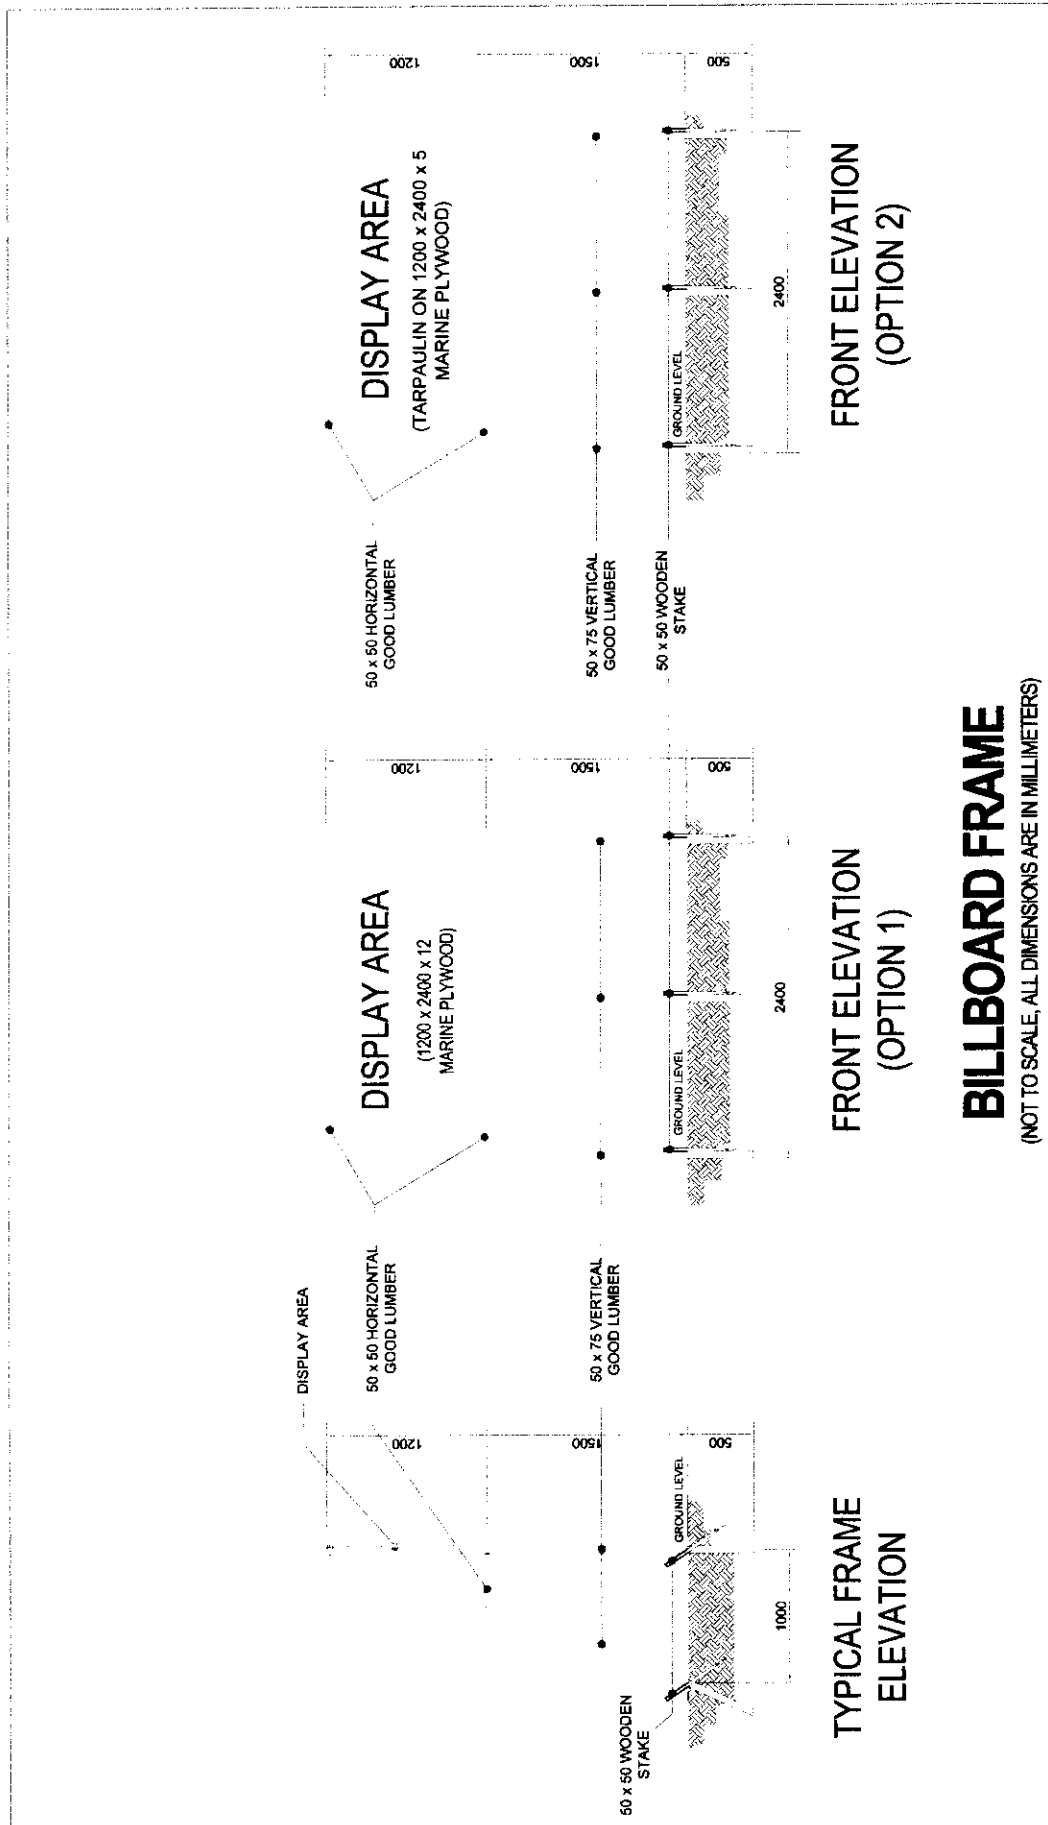 DISPLAY AREA
50 x 50 HORIZONTAL
GOOD LUMBER
1200
50 x 75 VERTICAL
GOOD LUMBER
1500
50 x 50 WOODEN
STAKE
GROUND LEVEL
500
1000
TYPICAL FRAME
ELEVATION
DISPLAY AREA
(1200 x 2400 x 12
MARINE PLYWOOD)
1200
1500
GROUND LEVEL
500
2400
FRONT ELEVATION
(OPTION 1)
50 x 50 HORIZONTAL
GOOD LUMBER
DISPLAY AREA
(TARPAULIN ON 1200 x 2400 x 5
MARINE PLYWOOD)
1200
50 x 75 VERTICAL
GOOD LUMBER
1500
50 x 50 WOODEN
STAKE
GROUND LEVEL
500
2400
FRONT ELEVATION
(OPTION 2)
BILLBOARD FRAME
(NOT TO SCALE, ALL DIMENSIONS ARE IN MILLIMETERS)